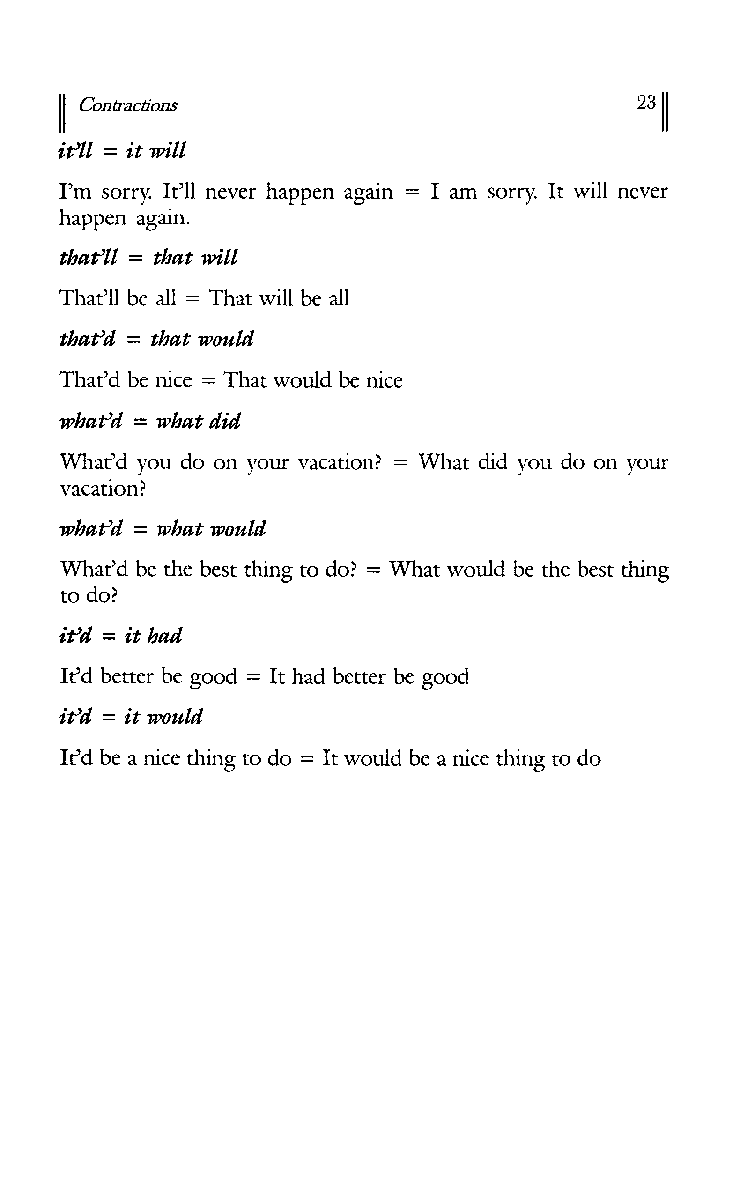 Contractions 23
it'll = it will
I'm sorry. It'll never happen again = I am sorry. It will never
happen again.
that'll = that will
That'll be all = That will be all
that'd = that would
That'd be nice = That would be nice
what'd = what did
What'd you do on your vacation? = What did you do on your
vacation?
what'd = what would
What'd be the best thing to do? = What would be the best thing
to do?
it'd = it had
It'd better be good = It had better be good
it'd = it would
It'd be a nice thing to do = It would be a nice thing to do